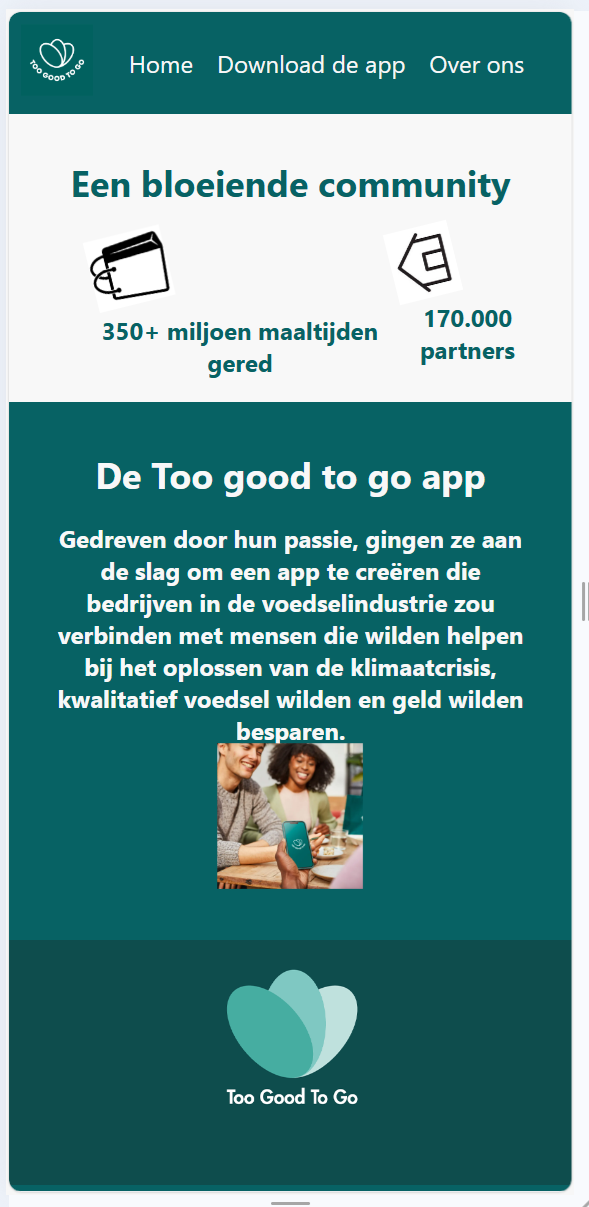 TOO GOOD TO GO
Home Download de app Over ons
Een bloeiende community
350+ miljoen maaltijden
gered
170.000
partners
De Too good to go app
Gedreven door hun passie, gingen ze aan
de slag om een app te creëren die
bedrijven in de voedselindustrie zou
verbinden met mensen die wilden helpen
bij het oplossen van de klimaatcrisis,
kwalitatief voedsel wilden en geld wilden
besparen.
Too Good To Go